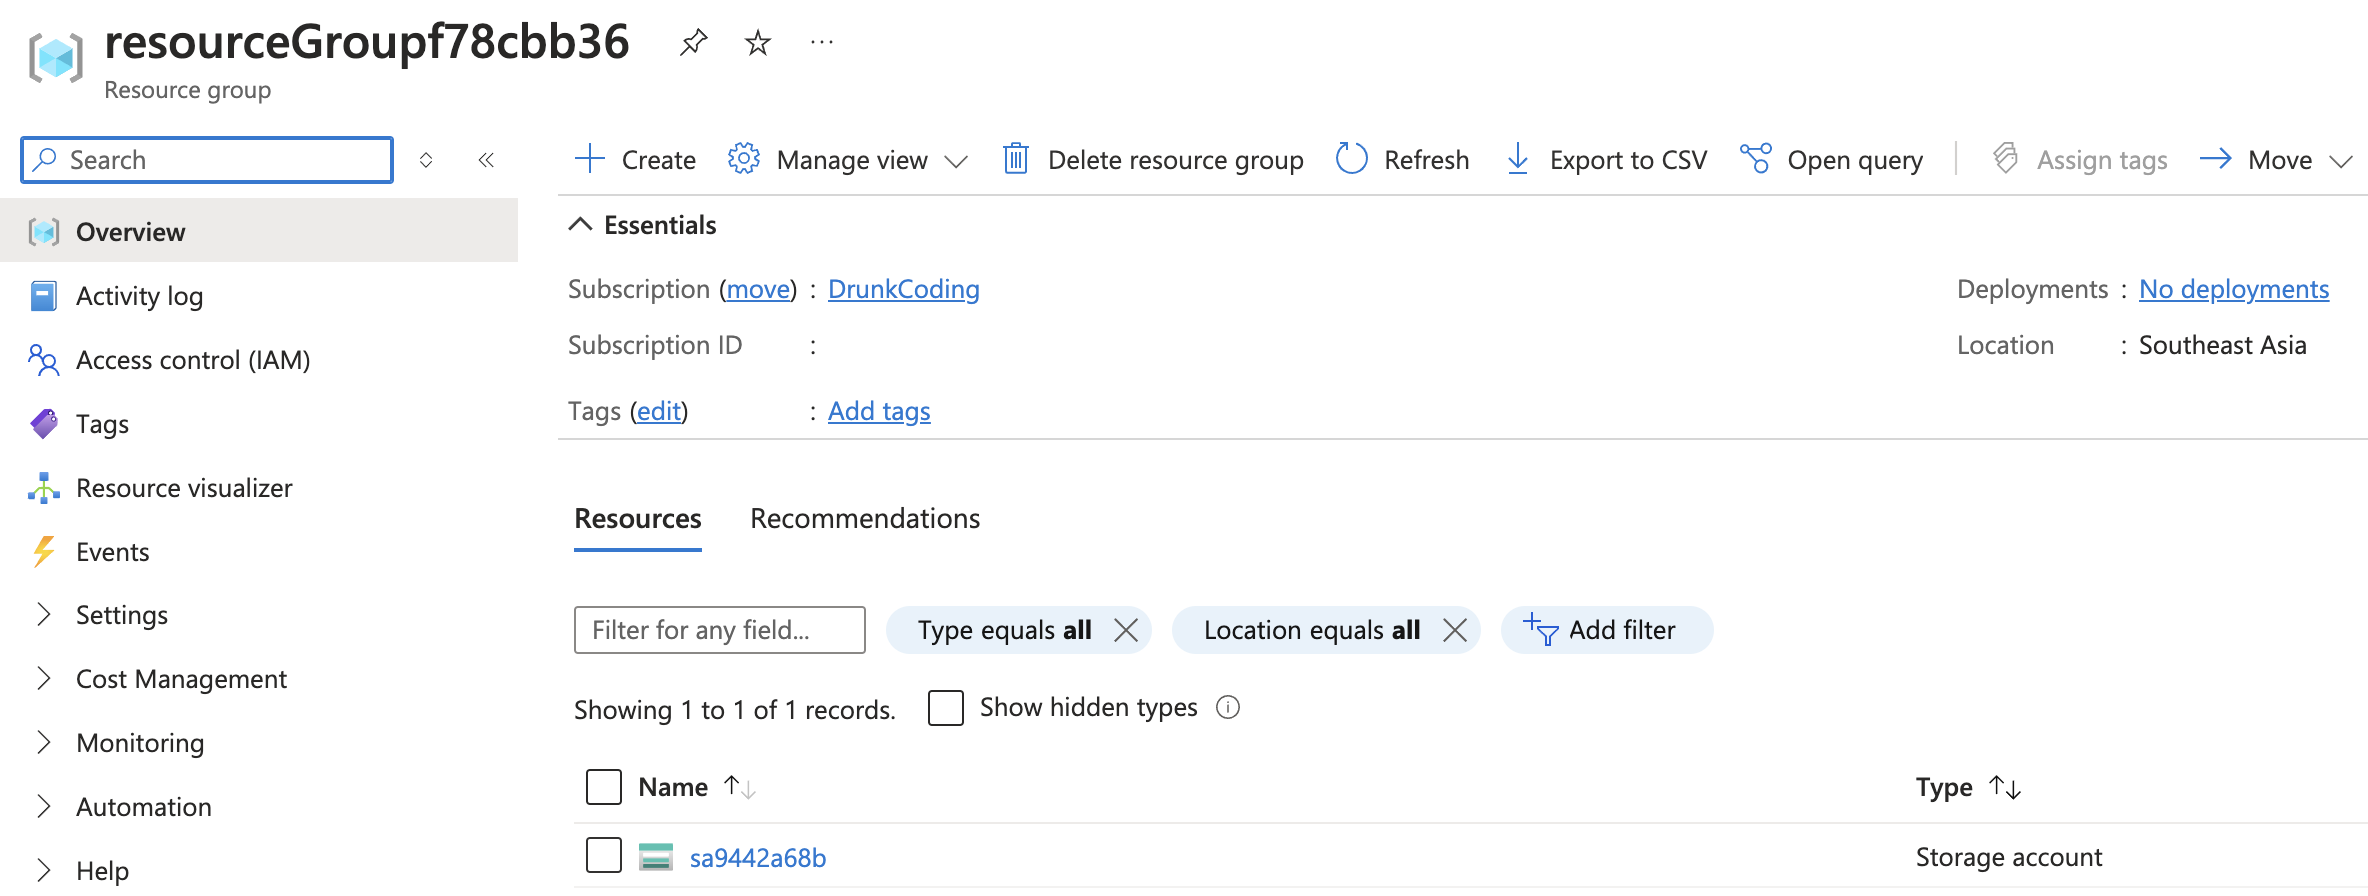 resourceGroupf78cbb36
Resource group
Search
Overview
Activity log
Access control (IAM)
Tags
Resource visualizer
Events
Settings
Cost Management
Monitoring
Automation
Help
Create Manage view Delete resource group Refresh Export to CSV Open query Assign tags Move
Essentials
Subscription (move) : DrunkCoding
Deployments : No deployments
Subscription ID :
Location : Southeast Asia
Tags (edit) : Add tags
Resources Recommendations
Filter for any field... Type equals all Location equals all Add filter
Showing 1 to 1 of 1 records. Show hidden types
Name Type
sa9442a68b Storage account